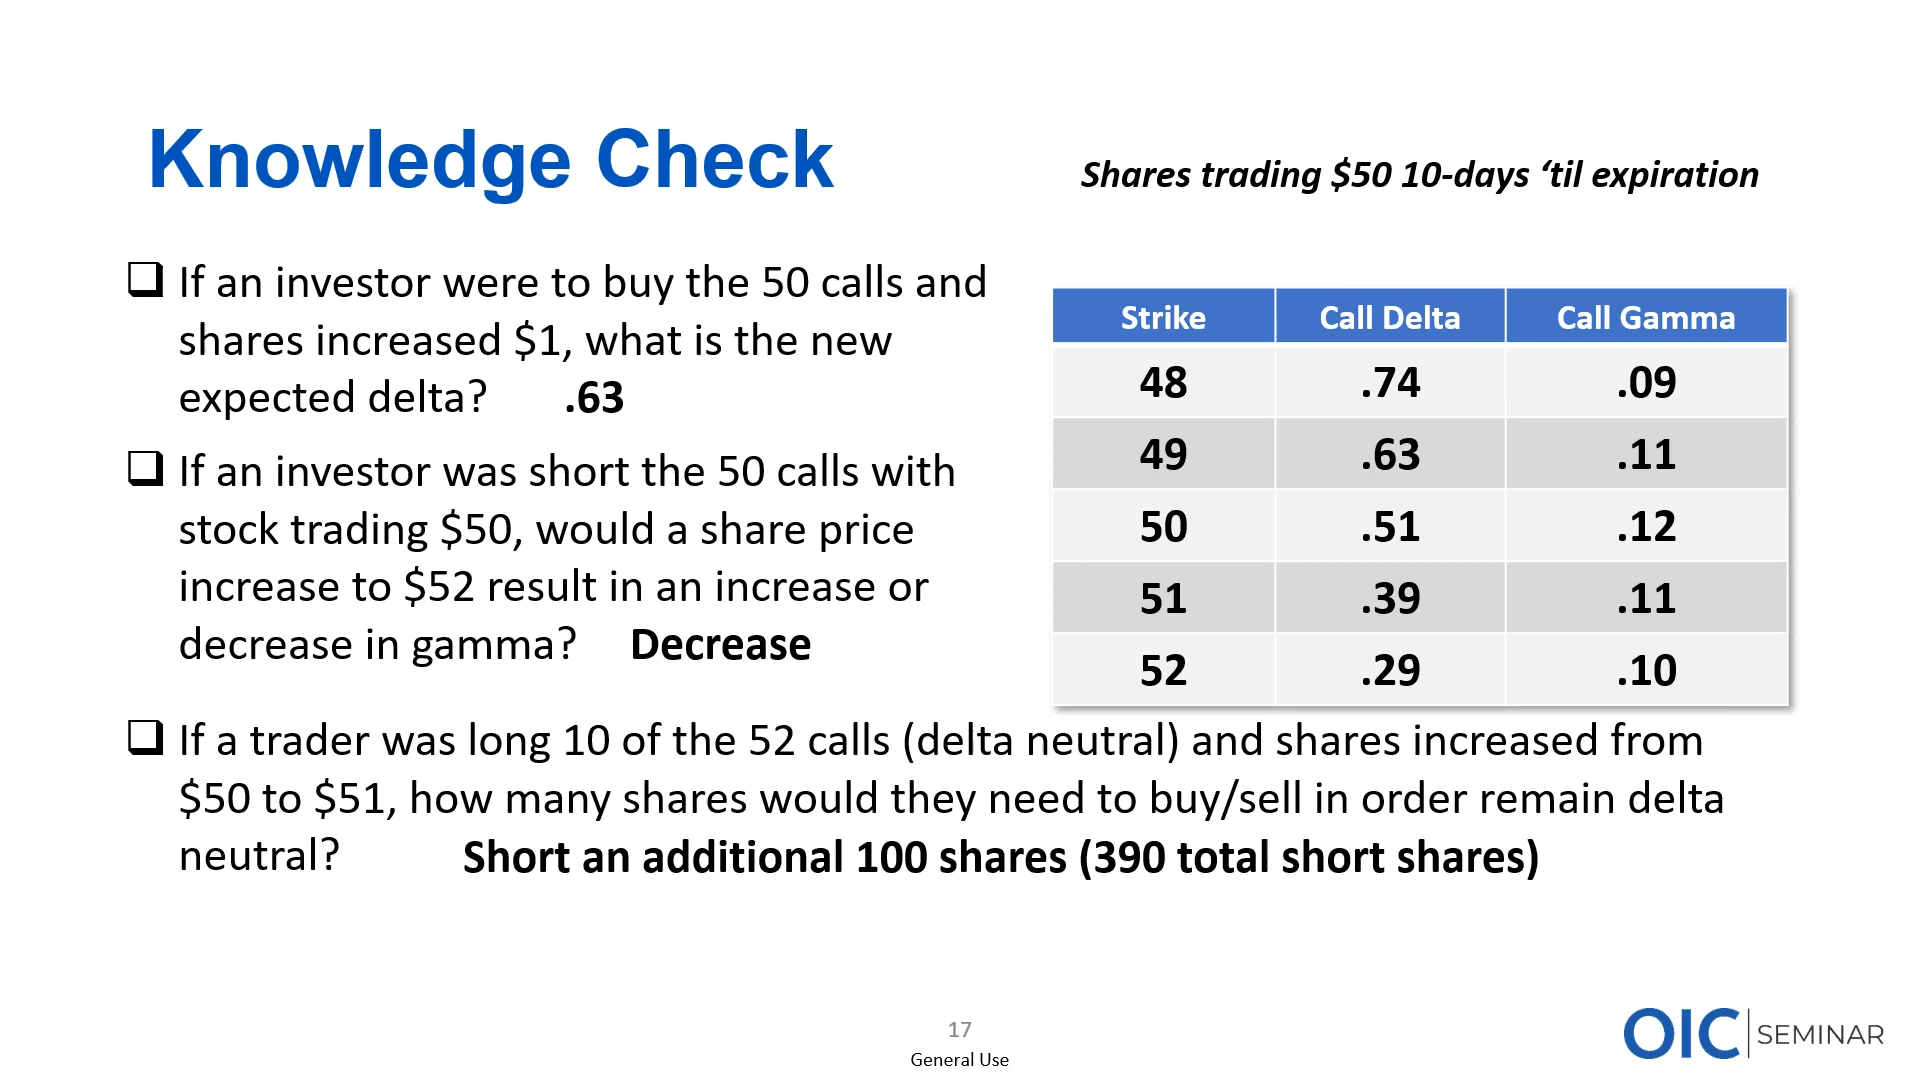 Knowledge Check
Shares trading $50 10-days ‘til expiration
❑ If an investor were to buy the 50 calls and
shares increased $1, what is the new
expected delta? .63
❑ If an investor was short the 50 calls with
stock trading $50, would a share price
increase to $52 result in an increase or
decrease in gamma? Decrease
Strike Call Delta Call Gamma
48 .74 .09
49 .63 .11
50 .51 .12
51 .39 .11
52 .29 .10
❑ If a trader was long 10 of the 52 calls (delta neutral) and shares increased from
$50 to $51, how many shares would they need to buy/sell in order remain delta
neutral? Short an additional 100 shares (390 total short shares)
17
General Use
OIC SEMINAR